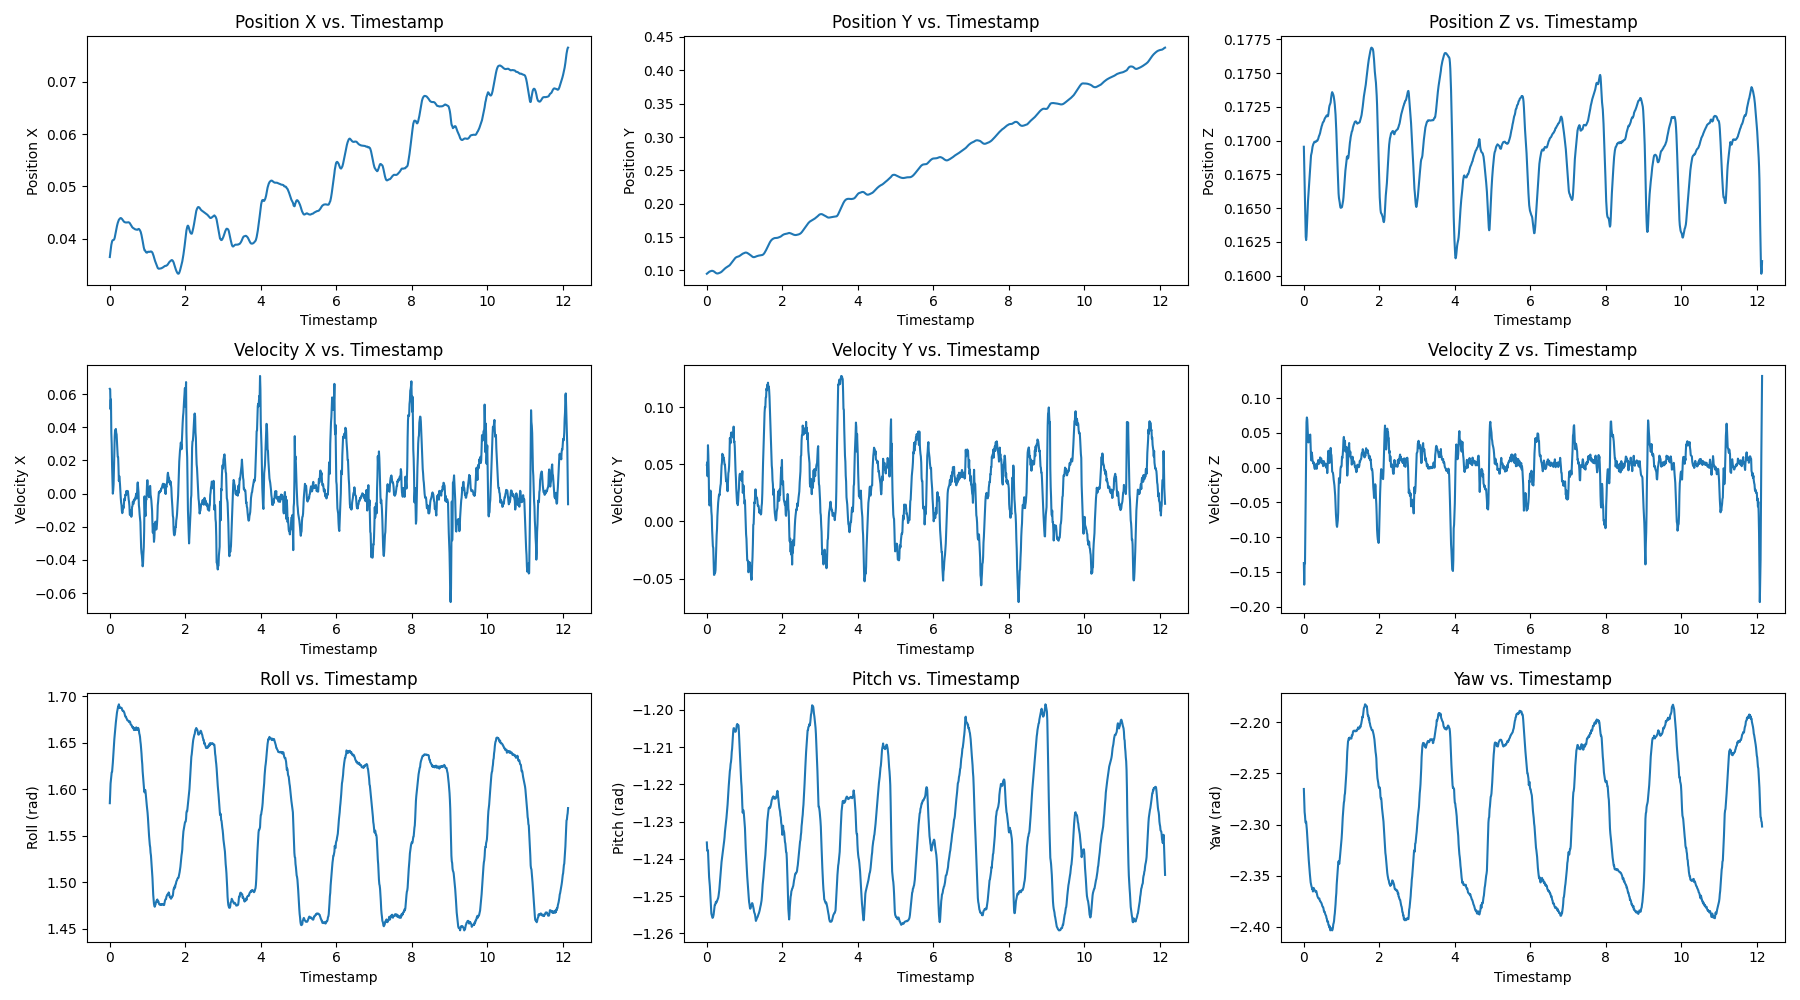 Position X vs. Timestamp
Position X
0.07
0.06
0.05
0.04
0 2 4 6 8 10 12
Timestamp
Position Y vs. Timestamp
Position Y
0.45
0.40
0.35
0.30
0.25
0.20
0.15
0.10
0 2 4 6 8 10 12
Timestamp
Position Z vs. Timestamp
Position Z
0.1775
0.1750
0.1725
0.1700
0.1675
0.1650
0.1625
0.1600
0 2 4 6 8 10 12
Timestamp
Velocity X vs. Timestamp
Velocity X
0.06
0.04
0.02
0.00
−0.02
−0.04
−0.06
0 2 4 6 8 10 12
Timestamp
Velocity Y vs. Timestamp
Velocity Y
0.10
0.05
0.00
−0.05
0 2 4 6 8 10 12
Timestamp
Velocity Z vs. Timestamp
Velocity Z
0.10
0.05
0.00
−0.05
−0.10
−0.15
−0.20
0 2 4 6 8 10 12
Timestamp
Roll vs. Timestamp
Roll (rad)
1.70
1.65
1.60
1.55
1.50
1.45
0 2 4 6 8 10 12
Timestamp
Pitch vs. Timestamp
Pitch (rad)
−1.20
−1.21
−1.22
−1.23
−1.24
−1.25
−1.26
0 2 4 6 8 10 12
Timestamp
Yaw vs. Timestamp
Yaw (rad)
−2.20
−2.25
−2.30
−2.35
−2.40
0 2 4 6 8 10 12
Timestamp